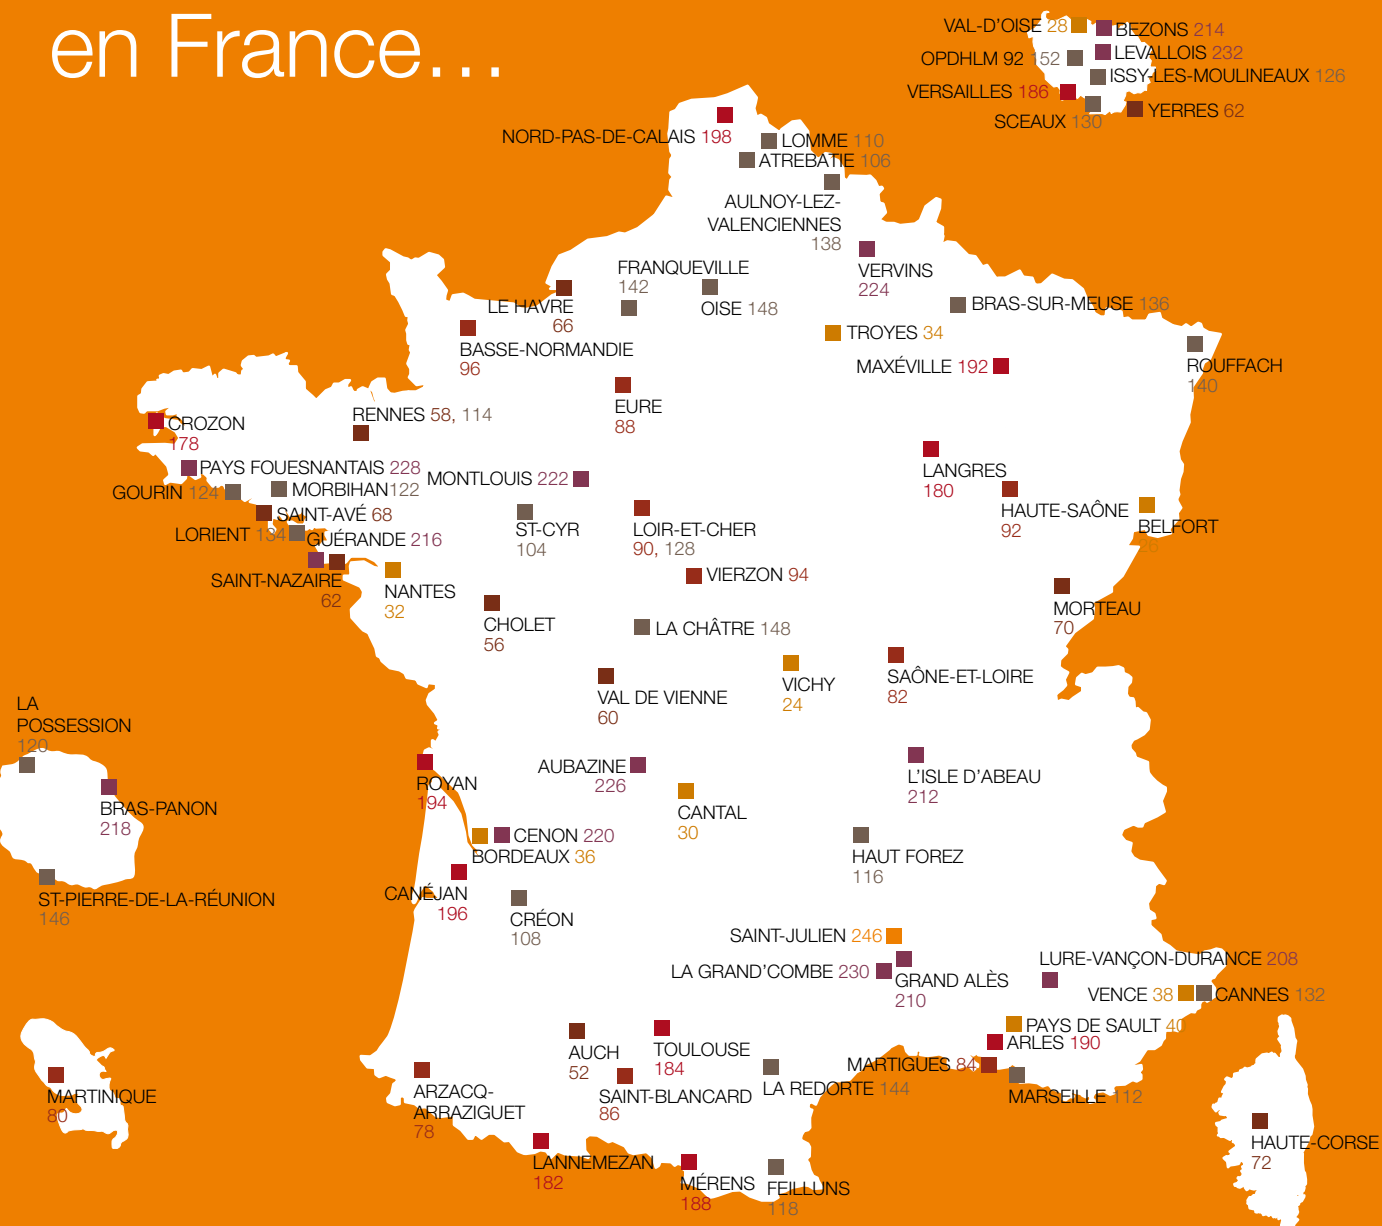 en France…
VAL-D'OISE 28
BEZONS 214
OPDHLM 92 152
LEVALLOIS 232
ISSY-LES-MOULINEAUX 126
VERSAILLES 186
SCEAUX 130
YERRES 62
NORD-PAS-DE-CALAIS 198
LOMME 110
ATREBATIE 106
AULNOY-LEZ-
VALENCIENNES
138
VERVINS
224
FRANQUEVILLE
142
OISE 148
LE HAVRE
66
BRAS-SUR-MEUSE 136
BASSE-NORMANDIE
96
TROYES 34
MAXÉVILLE 192
ROUFFACH
140
EURE
88
RENNES 58, 114
CROZON
178
PAYS FOUESNANTAIS 228
MONTLOUIS 222
LANGRES
180
GOURIN 124
MORBIHAN122
HAUTE-SAÔNE
92
SAINT-AVÉ 68
LORIENT 134
GUÉRANDE 216
ST-CYR
104
LOIR-ET-CHER
90, 128
BELFORT
26
SAINT-NAZAIRE
62
NANTES
32
VIERZON 94
CHOLET
56
MORTEAU
70
LA CHÂTRE 148
VAL DE VIENNE
60
VICHY
24
SAÔNE-ET-LOIRE
82
LA
POSSESSION
120
BRAS-PANON
218
ST-PIERRE-DE-LA-RÉUNION
146
ROYAN
194
AUBAZINE
226
L'ISLE D'ABEAU
212
CANTAL
30
CENON 220
BORDEAUX 36
HAUT FOREZ
116
CANÉJAN
196
CRÉON
108
SAINT-JULIEN 246
LA GRAND'COMBE 230
GRAND ALÈS
210
LURE-VANÇON-DURANCE 208
VENCE 38
CANNES 132
PAYS DE SAULT 40
ARLES 190
MARTIGUES 84
MARSEILLE 112
AUCH
52
TOULOUSE
184
LA REDORTE 144
SAINT-BLANCARD
86
ARZACQ-
ARRAZIGUET
78
MARTINIQUE
80
LANNEMEZAN
182
MÉRENS
188
FEILLUNS
118
HAUTE-CORSE
72